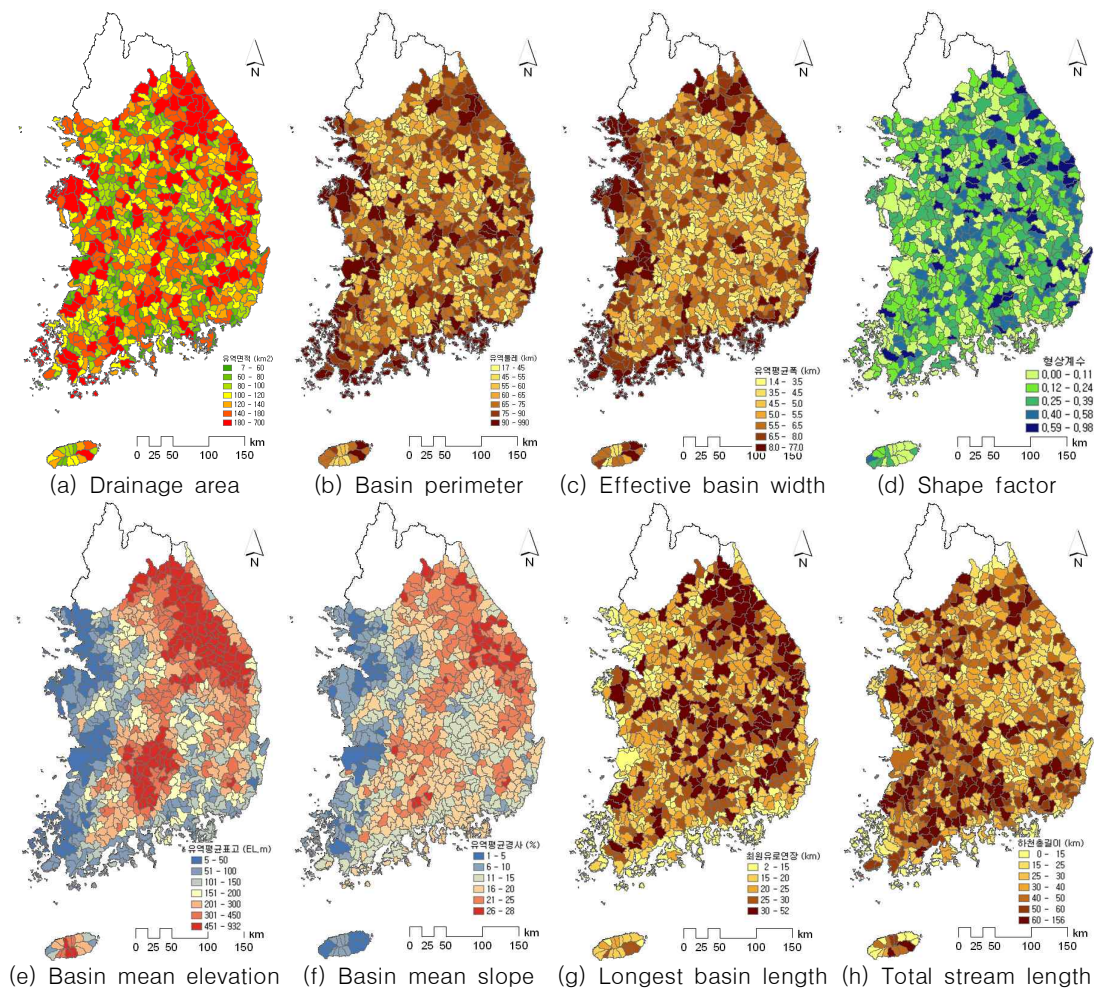 N
N
N
N
유역면적 (km2)
7 - 60
60 - 80
80 - 100
100 - 120
120 - 140
140 - 180
180 - 700
0 25 50 100 150
km
유역둘레 (km)
17 - 45
45 - 55
55 - 60
60 - 65
65 - 75
75 - 90
90 - 990
0 25 50 100 150
km
유역평균폭 (km)
1.4 - 3.5
3.5 - 4.5
4.5 - 5.0
5.0 - 5.5
5.5 - 6.5
6.5 - 8.0
8.0 - 77.0
0 25 50 100 150
km
형상계수
0,00 - 0,11
0,12 - 0,24
0,25 - 0,39
0,40 - 0,58
0,59 - 0,98
0 25 50 100 150
km
(a) Drainage area
(b) Basin perimeter
(c) Effective basin width
(d) Shape factor
N
N
N
N
유역평균표고 (EL,m)
5 - 50
51 - 100
101 - 150
151 - 200
201 - 300
301 - 450
451 - 932
0 25 50 100 150
km
유역평균경사 (%)
1 - 5
6 - 10
11 - 15
16 - 20
21 - 25
26 - 28
0 25 50 100 150
km
최원유로연장 (km)
2 - 15
15 - 20
20 - 25
25 - 30
30 - 52
0 25 50 100 150
km
하천총길이 (km)
0 - 15
15 - 25
25 - 30
30 - 40
40 - 50
50 - 60
60 - 156
0 25 50 100 150
km
(e) Basin mean elevation
(f) Basin mean slope
(g) Longest basin length
(h) Total stream length